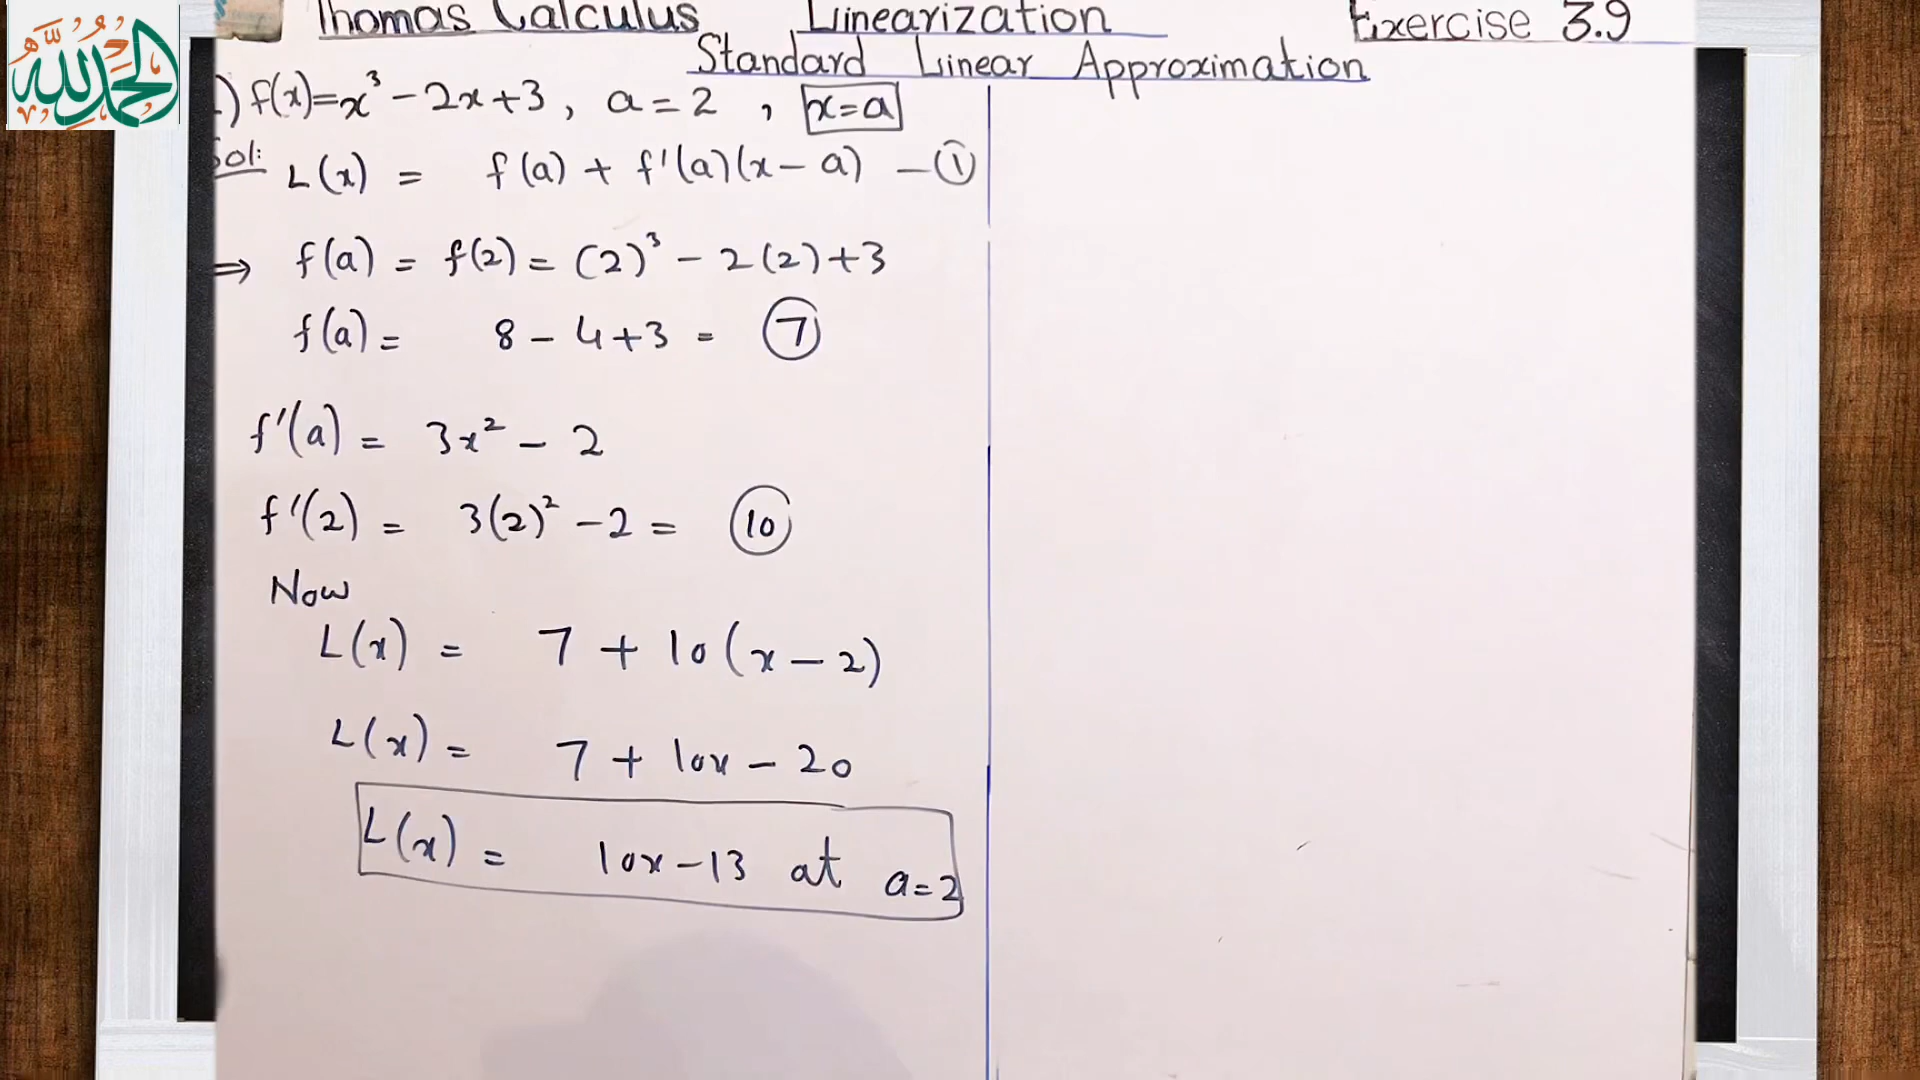 الحمد لله
Thomas Calculus Linearization Exercise 3.9
Standard Linear Approximation
) f(x)=x³ - 2x+3, a=2, x=a
Sol:
L(x) = f(a) + f'(a)(x - a) — ①
⇒ f(a) = f(2) = (2)³ - 2(2)+3
f(a) = 8 - 4+3 = 7
f'(a) = 3x² - 2
f'(2) = 3(2)² - 2 = 10
Now
L(x) = 7 + 10(x - 2)
L(x) = 7 + 10x - 20
L(x) = 10x - 13 at a=2